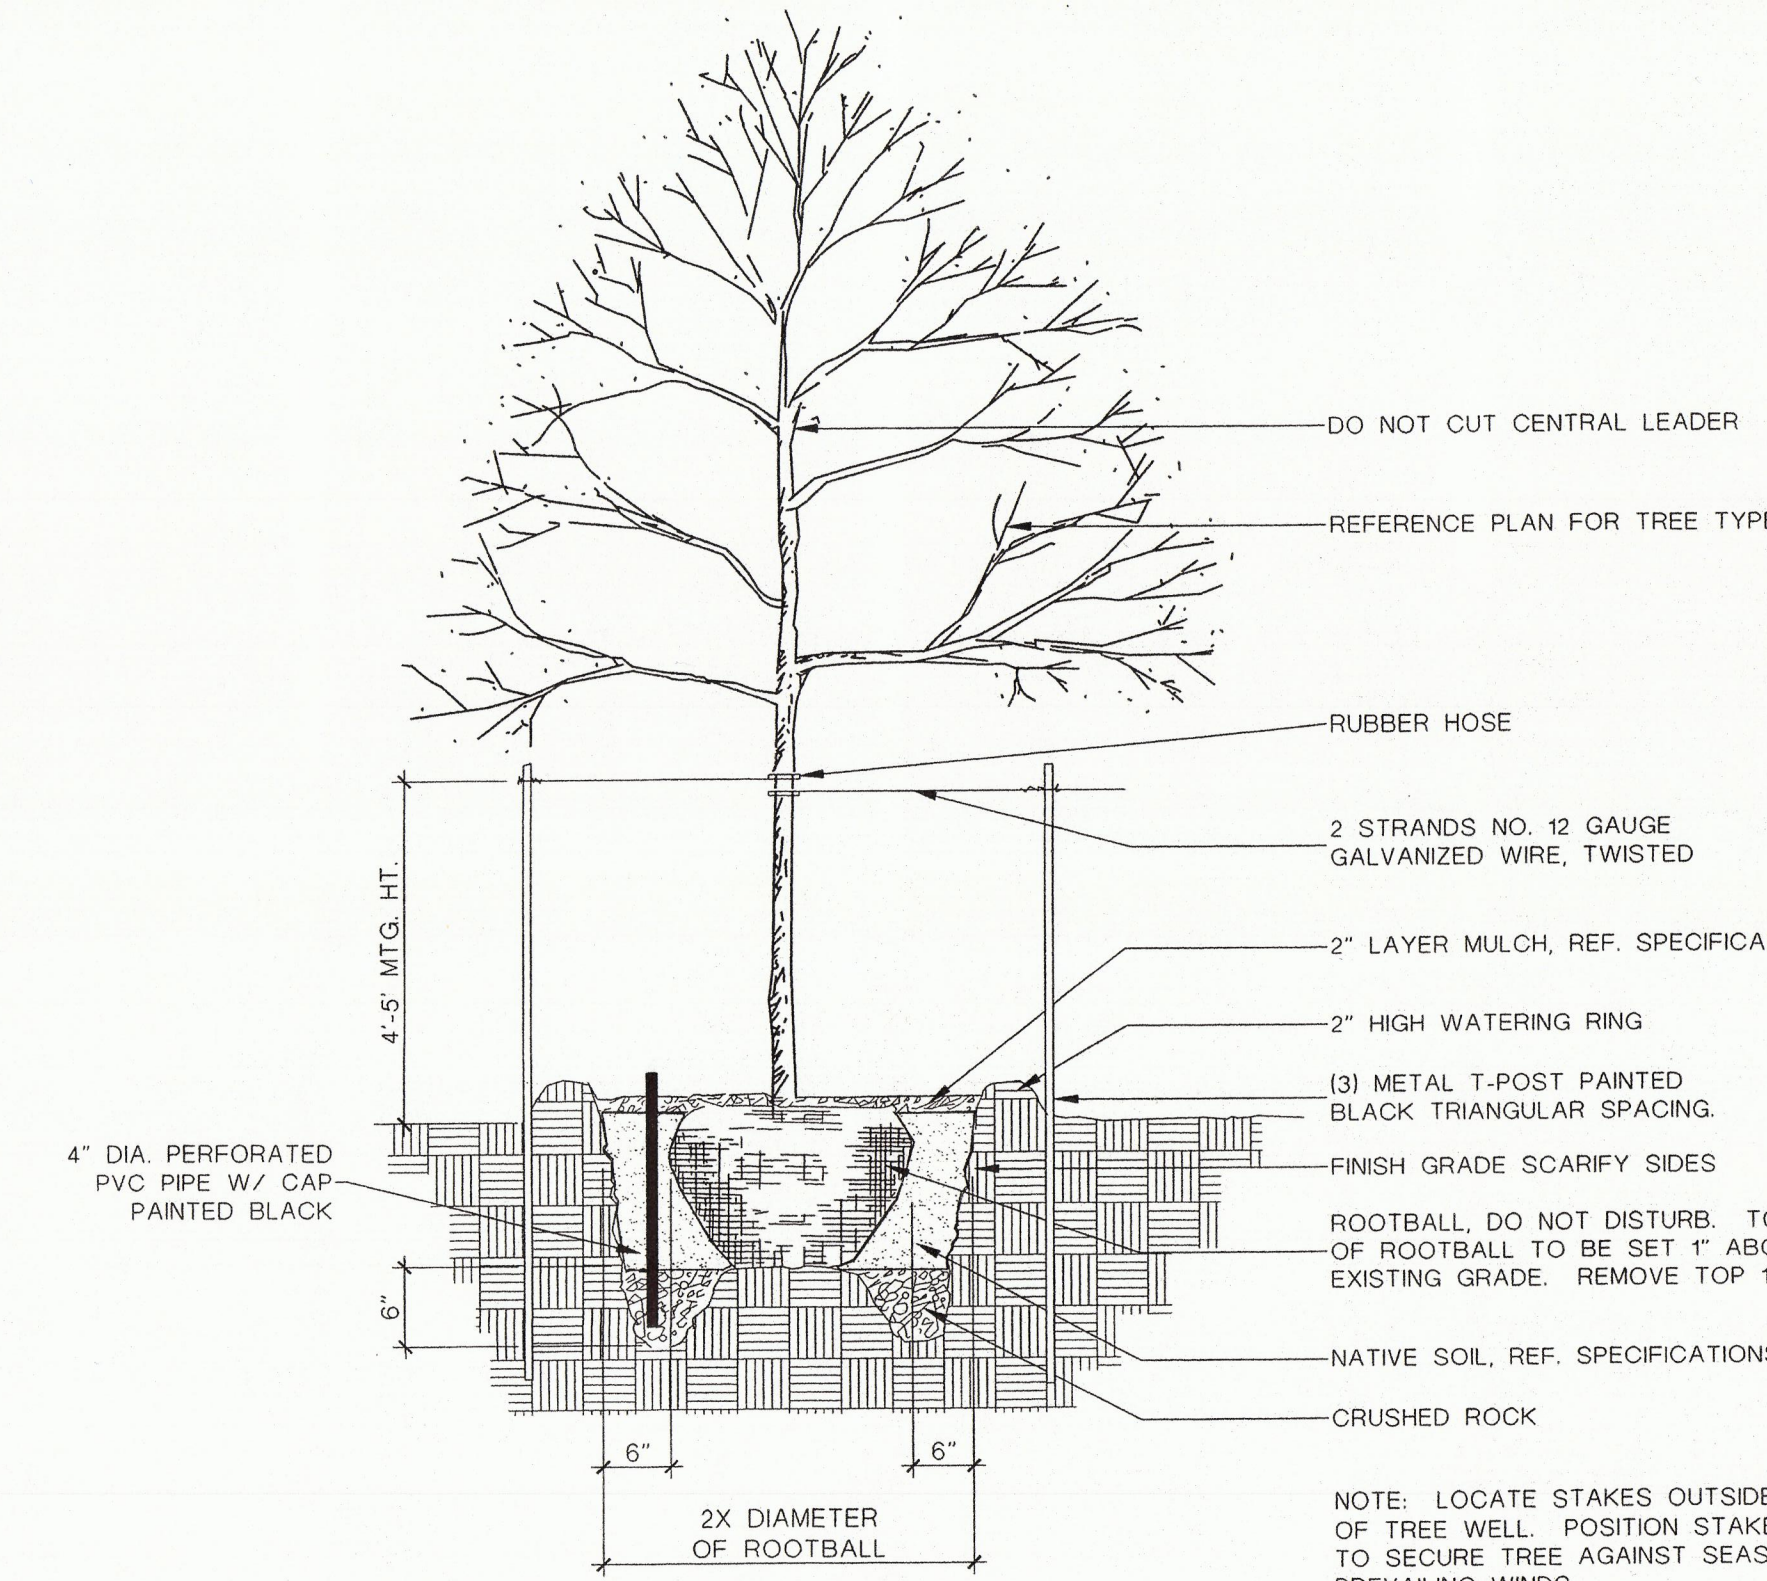 DO NOT CUT CENTRAL LEADER
REFERENCE PLAN FOR TREE TYPE
RUBBER HOSE
2 STRANDS NO. 12 GAUGE
GALVANIZED WIRE, TWISTED
4'-5' MTG. HT.
2" LAYER MULCH, REF.
2" HIGH WATERING RING
(3) METAL T-POST PAINTED
BLACK TRIANGULAR SPACING.
4" DIA. PERFORATED
PVC PIPE W/ CAP
PAINTED BLACK
FINISH GRADE SCARIFY SIDES
ROOTBALL, DO NOT DISTURB.
OF ROOTBALL TO BE SET 1"
EXISTING GRADE. REMOVE TOP
6"
NATIVE SOIL, REF. SPECIFICATIONS
CRUSHED ROCK
6"
6"
2X DIAMETER
OF ROOTBALL
NOTE: LOCATE STAKES OUTSIDE
OF TREE WELL. POSITION
TO SECURE TREE AGAINST